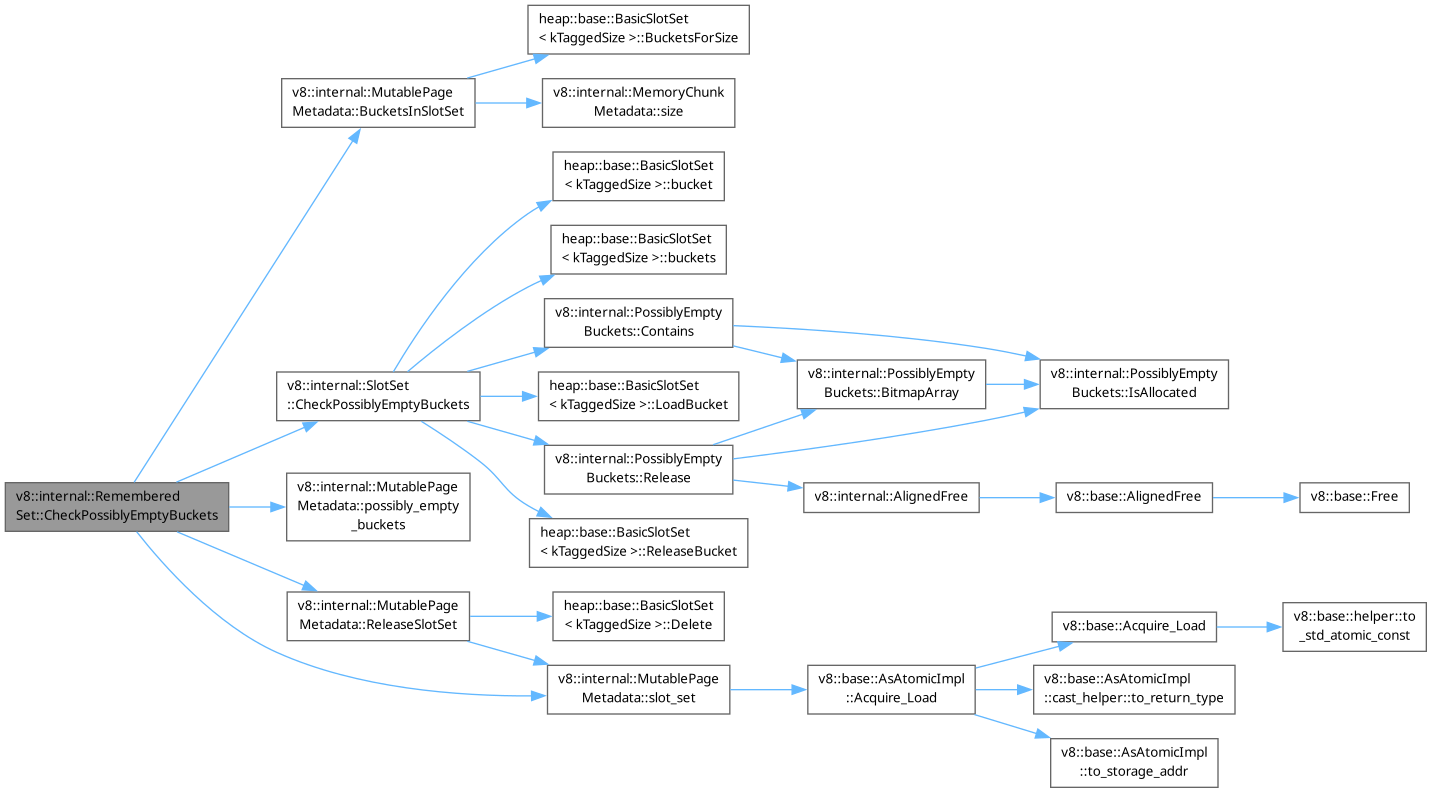 heap::base::BasicSlotSet
< kTaggedSize >::BucketsForSize
v8::internal::MutablePage
Metadata::BucketsInSlotSet
v8::internal::MemoryChunk
Metadata::size
heap::base::BasicSlotSet
< kTaggedSize >::bucket
heap::base::BasicSlotSet
< kTaggedSize >::buckets
v8::internal::PossiblyEmpty
Buckets::Contains
v8::internal::SlotSet
::CheckPossiblyEmptyBuckets
heap::base::BasicSlotSet
< kTaggedSize >::LoadBucket
v8::internal::PossiblyEmpty
Buckets::BitmapArray
v8::internal::PossiblyEmpty
Buckets::IsAllocated
v8::internal::PossiblyEmpty
Buckets::Release
v8::internal::Remembered
Set::CheckPossiblyEmptyBuckets
v8::internal::MutablePage
Metadata::possibly_empty
_buckets
v8::internal::AlignedFree
v8::base::AlignedFree
v8::base::Free
heap::base::BasicSlotSet
< kTaggedSize >::ReleaseBucket
v8::internal::MutablePage
Metadata::ReleaseSlotSet
heap::base::BasicSlotSet
< kTaggedSize >::Delete
v8::base::Acquire_Load
v8::base::helper::to
_std_atomic_const
v8::internal::MutablePage
Metadata::slot_set
v8::base::AsAtomicImpl
::Acquire_Load
v8::base::AsAtomicImpl
::cast_helper::to_return_type
v8::base::AsAtomicImpl
::to_storage_addr